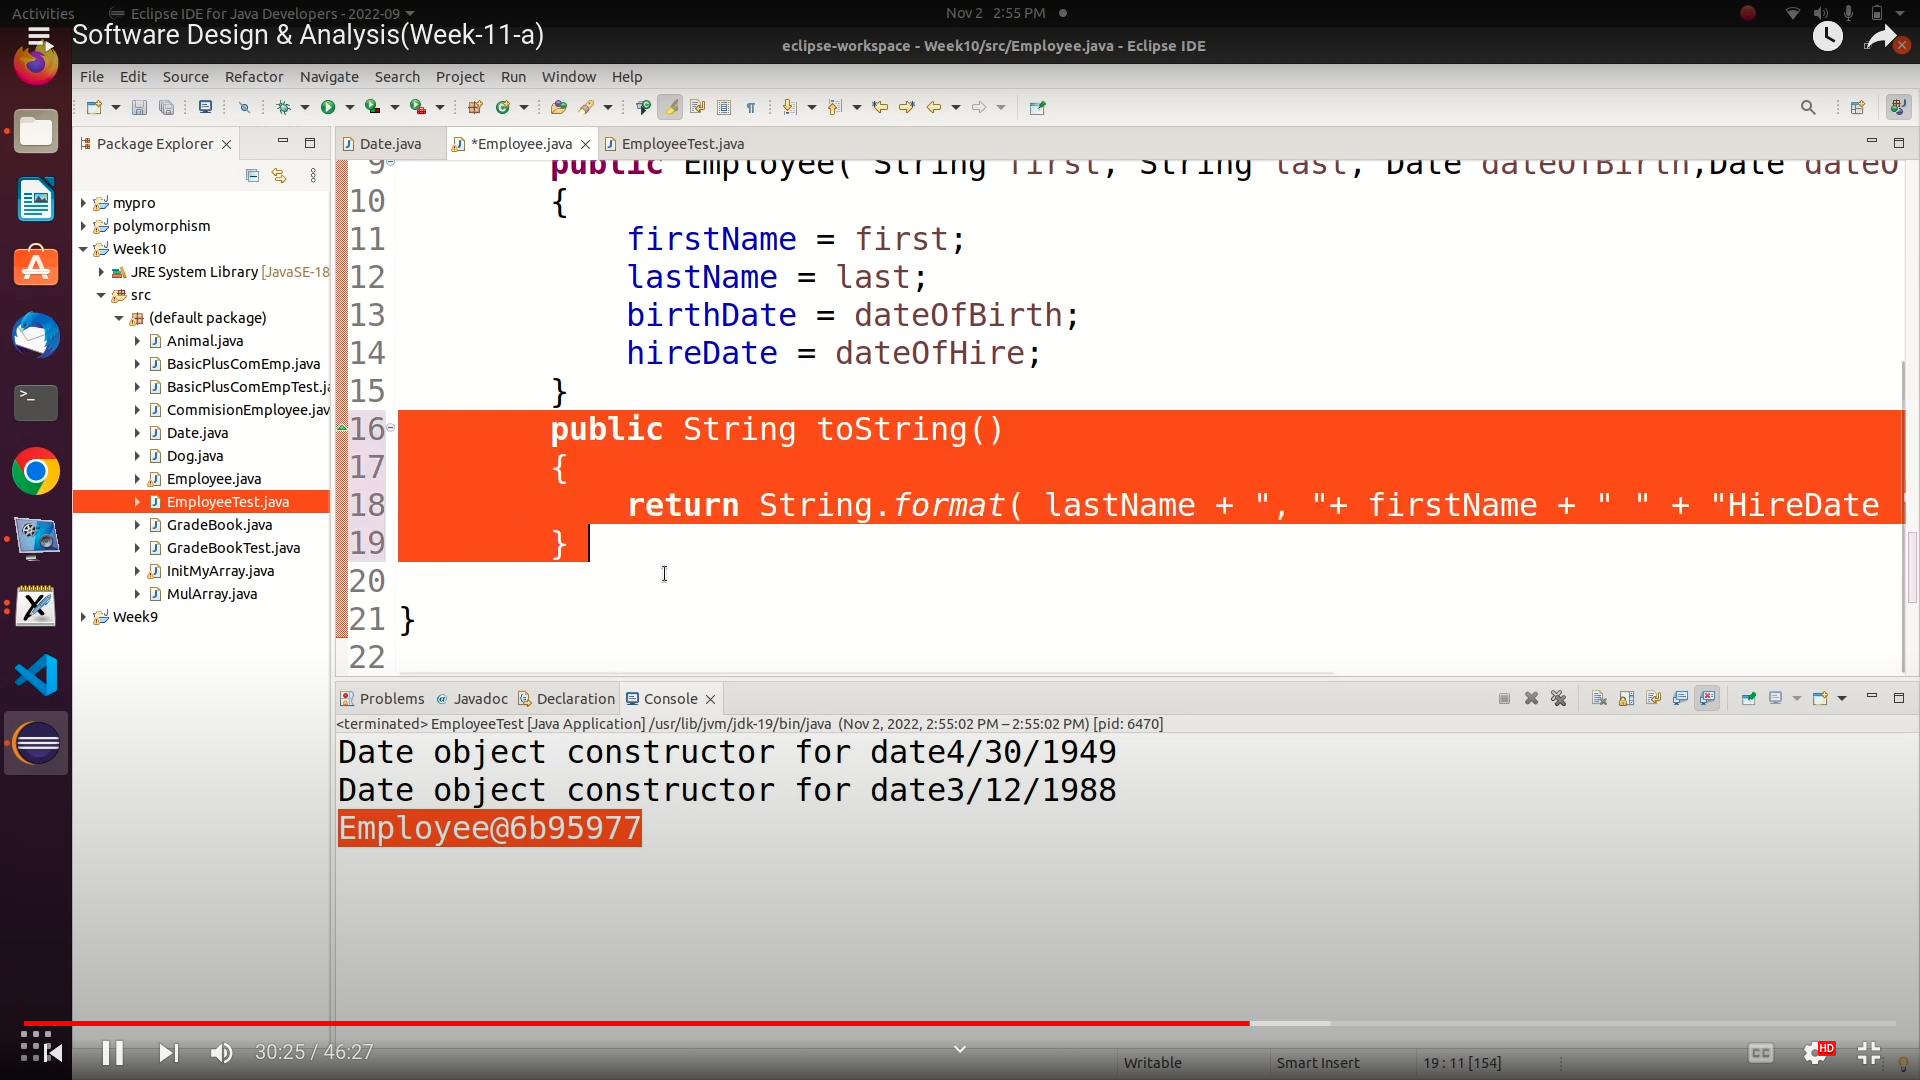 Activities
Eclipse IDE for Java Developers - 2022-09
Nov 2 2:55 PM
Software Design & Analysis(Week-11-a)
eclipse-workspace - Week10/src/Employee.java - Eclipse IDE
File Edit Source Refactor Navigate Search Project Run Window Help
Package Explorer
Date.java
*Employee.java
EmployeeTest.java
mypro
polymorphism
Week10
JRE System Library [JavaSE-18
src
(default package)
Animal.java
BasicPlusComEmp.java
BasicPlusComEmpTest.ja
CommisionEmployee.jav
Date.java
Dog.java
Employee.java
EmployeeTest.java
GradeBook.java
GradeBookTest.java
InitMyArray.java
MulArray.java
Week9
9 public Employee( String first, String last, Date dateOfBirth,Date dateO
10 {
11 firstName = first;
12 lastName = last;
13 birthDate = dateOfBirth;
14 hireDate = dateOfHire;
15 }
16 public String toString()
17 {
18 return String.format( lastName + ", "+ firstName + " " + "HireDate "
19 }
20
21 }
22
Problems Javadoc Declaration Console
<terminated> EmployeeTest [Java Application] /usr/lib/jvm/jdk-19/bin/java (Nov 2, 2022, 2:55:02 PM – 2:55:02 PM) [pid: 6470]
Date object constructor for date4/30/1949
Date object constructor for date3/12/1988
Employee@6b95977
30:25 / 46:27
CC
HD
Writable
Smart Insert
19 : 11 [154]